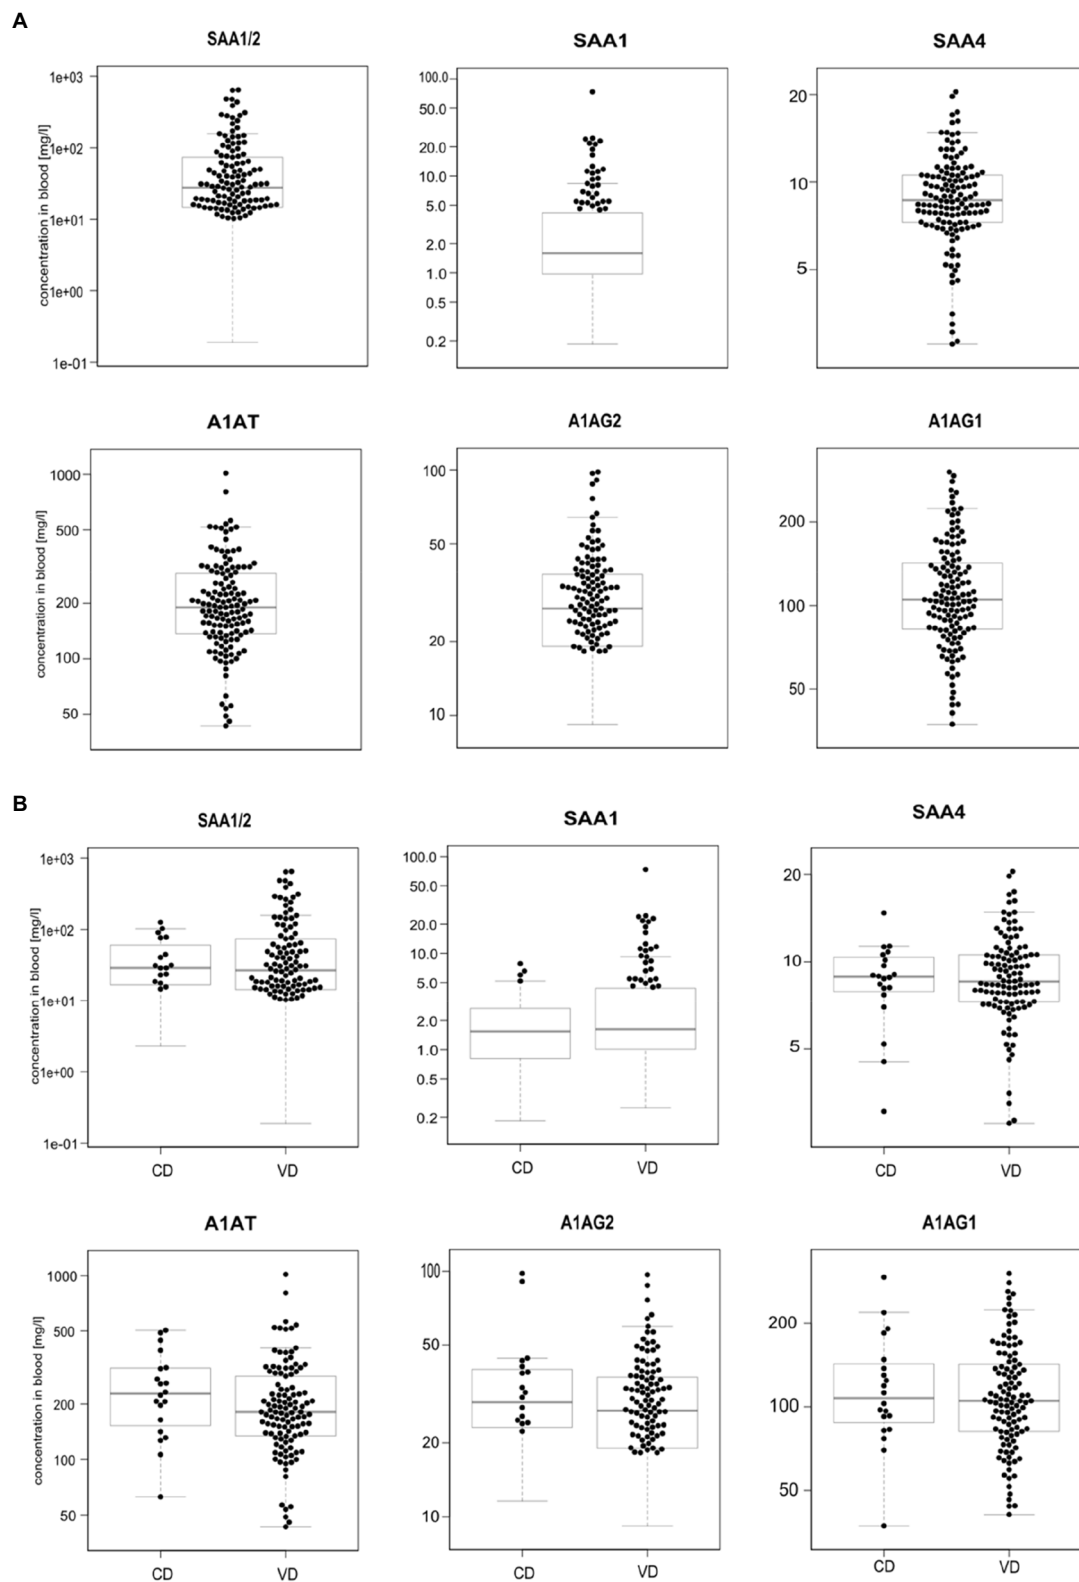 A
SAA1/2
SAA1
SAA4
concentration in blood [mg/l]
1e+03
1e+02
1e+01
1e+00
1e-01
100.0
50.0
20.0
10.0
5.0
2.0
1.0
0.5
0.2
20
10
5
A1AT
A1AG2
A1AG1
concentration in blood [mg/l]
1000
500
200
100
50
100
50
20
10
200
100
50
B
SAA1/2
SAA1
SAA4
concentration in blood [mg/l]
1e+03
1e+02
1e+01
1e+00
1e-01
CD VD
100.0
50.0
20.0
10.0
5.0
2.0
1.0
0.5
0.2
CD VD
20
10
5
CD VD
A1AT
A1AG2
A1AG1
concentration in blood [mg/l]
1000
500
200
100
50
CD VD
100
50
20
10
CD VD
200
100
50
CD VD